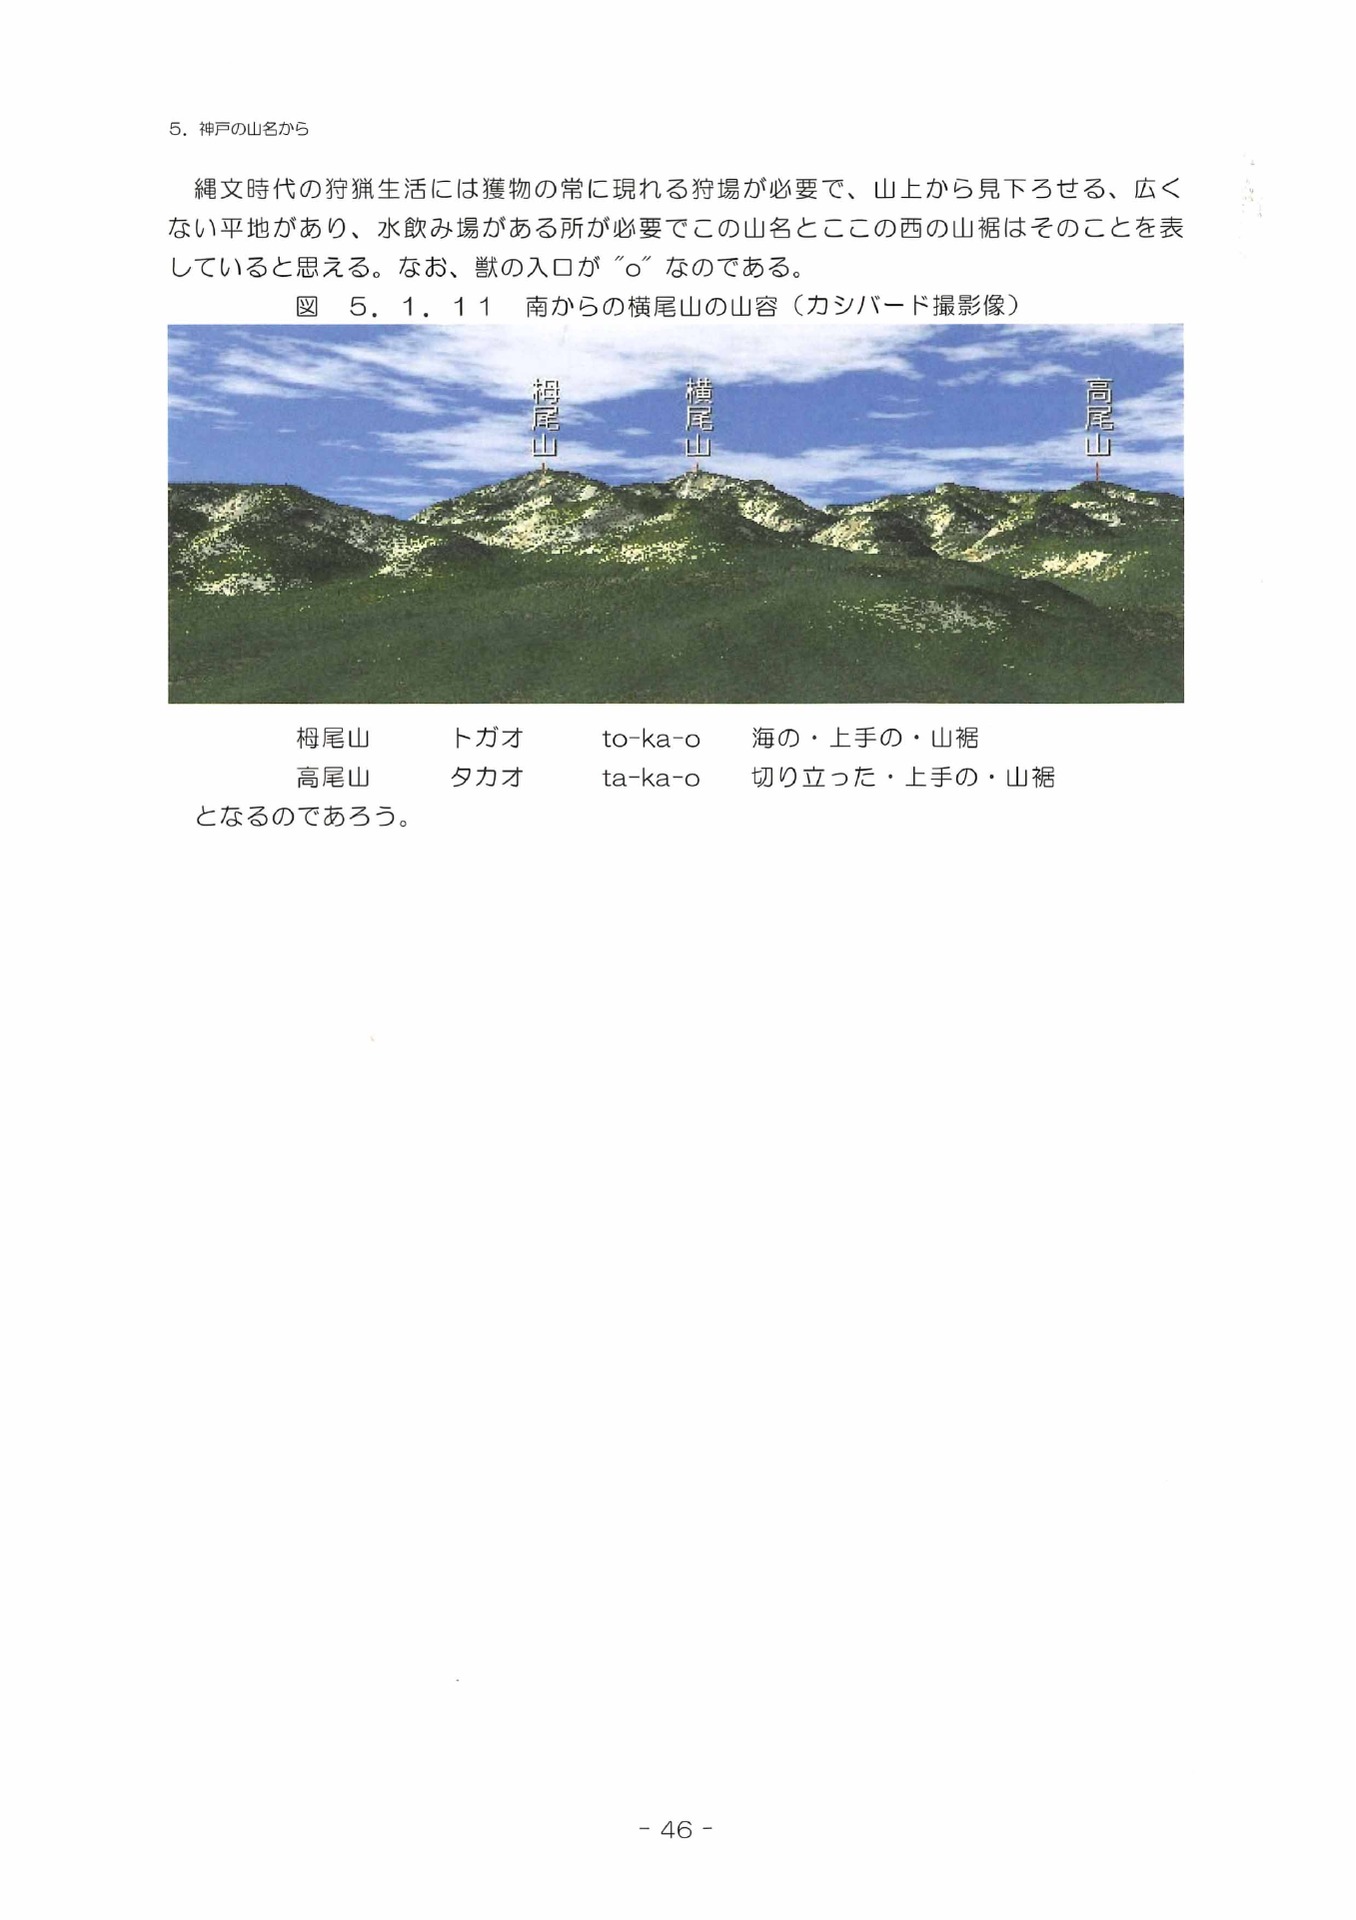 5．神戸の山名から
縄文時代の狩猟生活には獲物の常に現れる狩場が必要で、山上から見下ろせる、広く
ない平地があり、水飲み場がある所が必要でこの山名とここの西の山裾はそのことを表
していると思える。なお、獣の入口が ″o″ なのである。
図　５．１．１１　南からの横尾山の山容（カシバード撮影像）
栂尾山
横尾山
高尾山
栂尾山　トガオ　to-ka-o　海の・上手の・山裾
高尾山　タカオ　ta-ka-o　切り立った・上手の・山裾
となるのであろう。
- 46 -